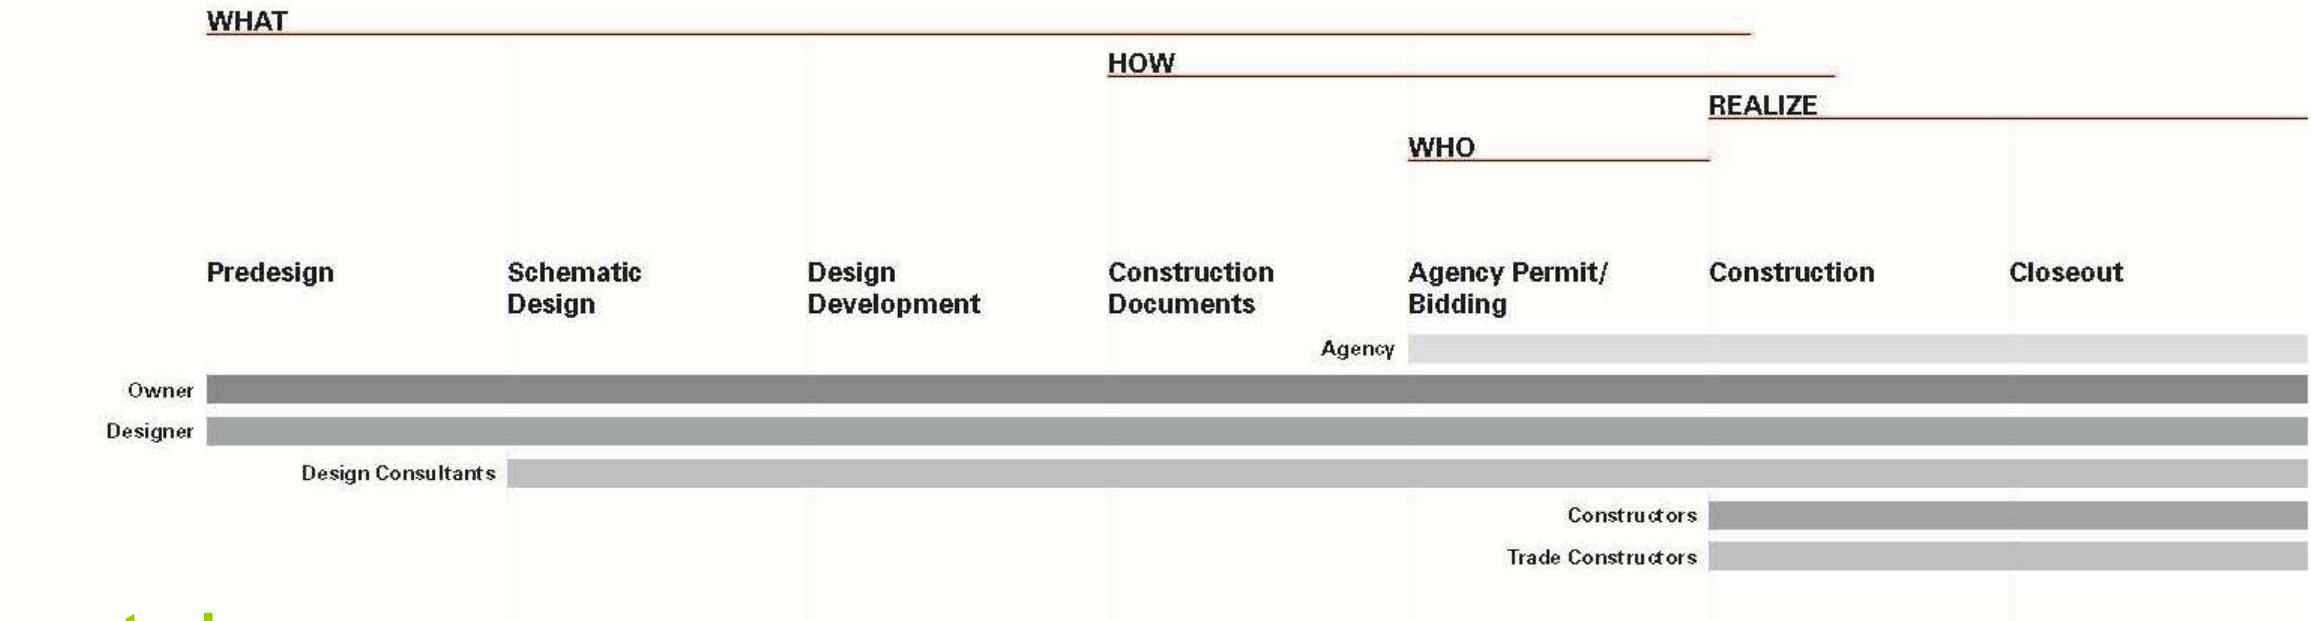 WHAT
HOW
REALIZE
WHO
Predesign
Schematic
Design
Design
Development
Construction
Documents
Agency Permit/
Bidding
Construction
Closeout
Agency
Owner
Designer
Design Consultants
Constructors
Trade Constructors